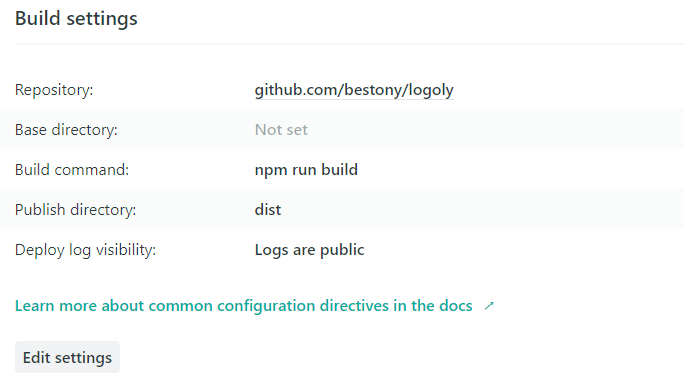 Build settings
Repository: github.com/bestony/logoly
Base directory: Not set
Build command: npm run build
Publish directory: dist
Deploy log visibility: Logs are public
Learn more about common configuration directives in the docs ↗
Edit settings